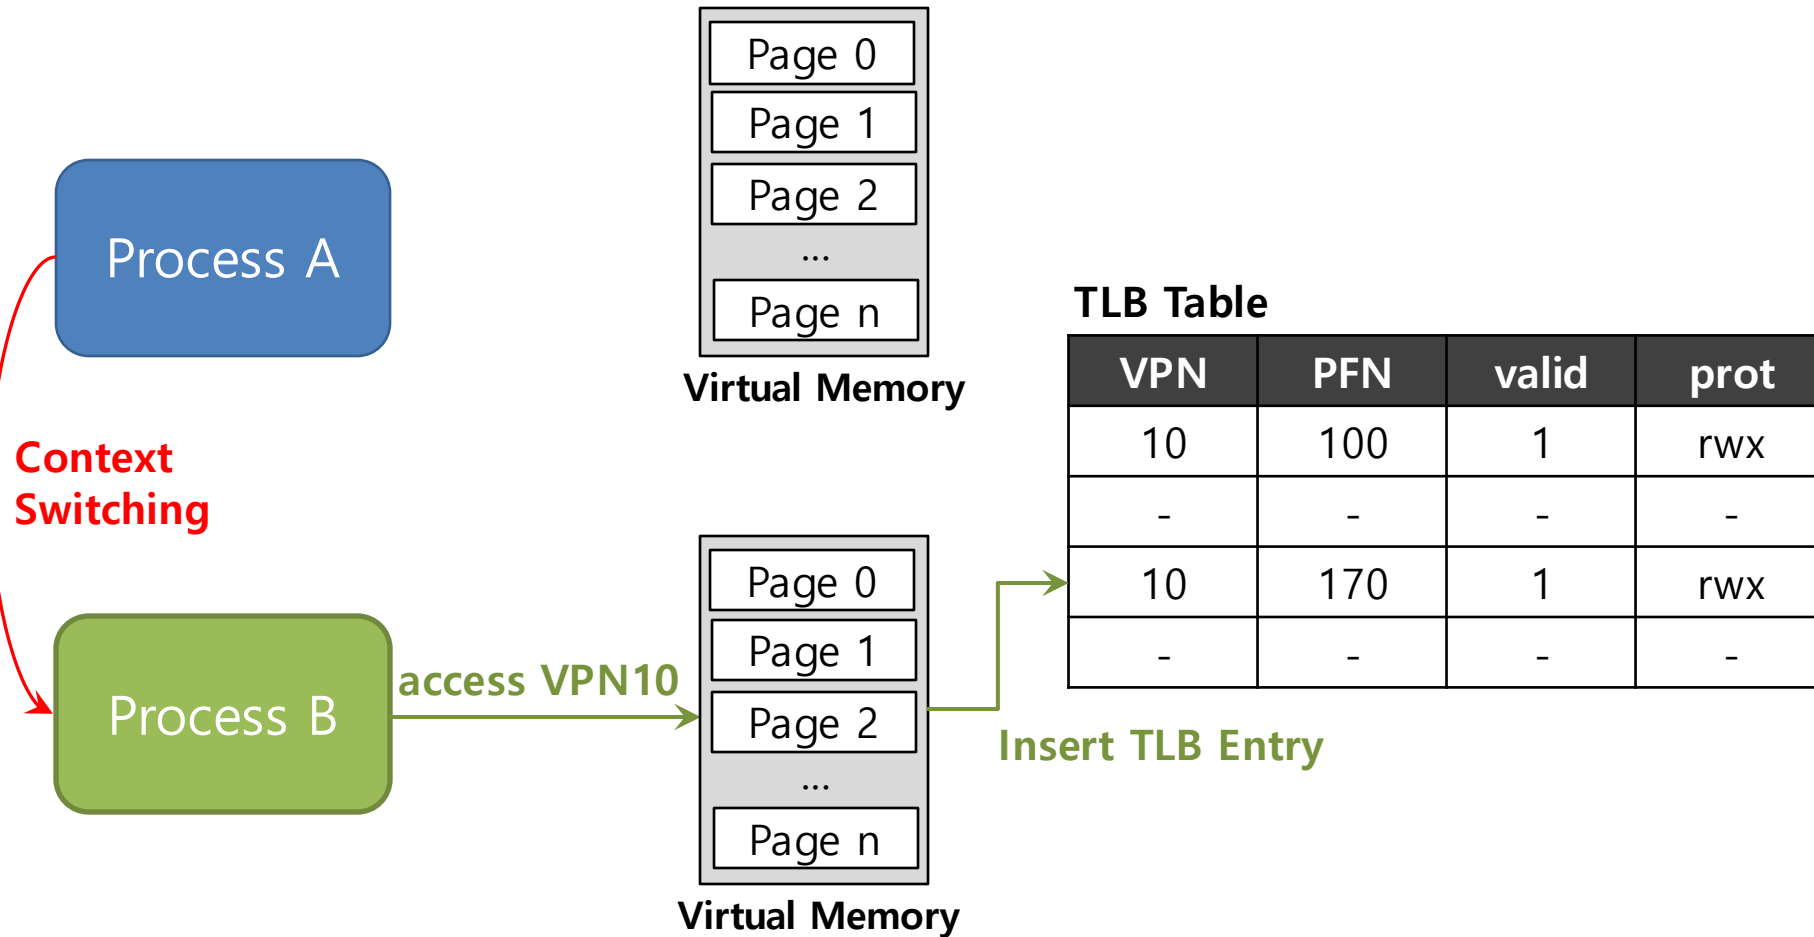 Page 0
Page 1
Page 2
...
Page n
Virtual Memory
Process A
Context
Switching
Process B
access VPN10
Page 0
Page 1
Page 2
...
Page n
Virtual Memory
Insert TLB Entry
TLB Table
VPN PFN valid prot
10 100 1 rwx
- - - -
10 170 1 rwx
- - - -